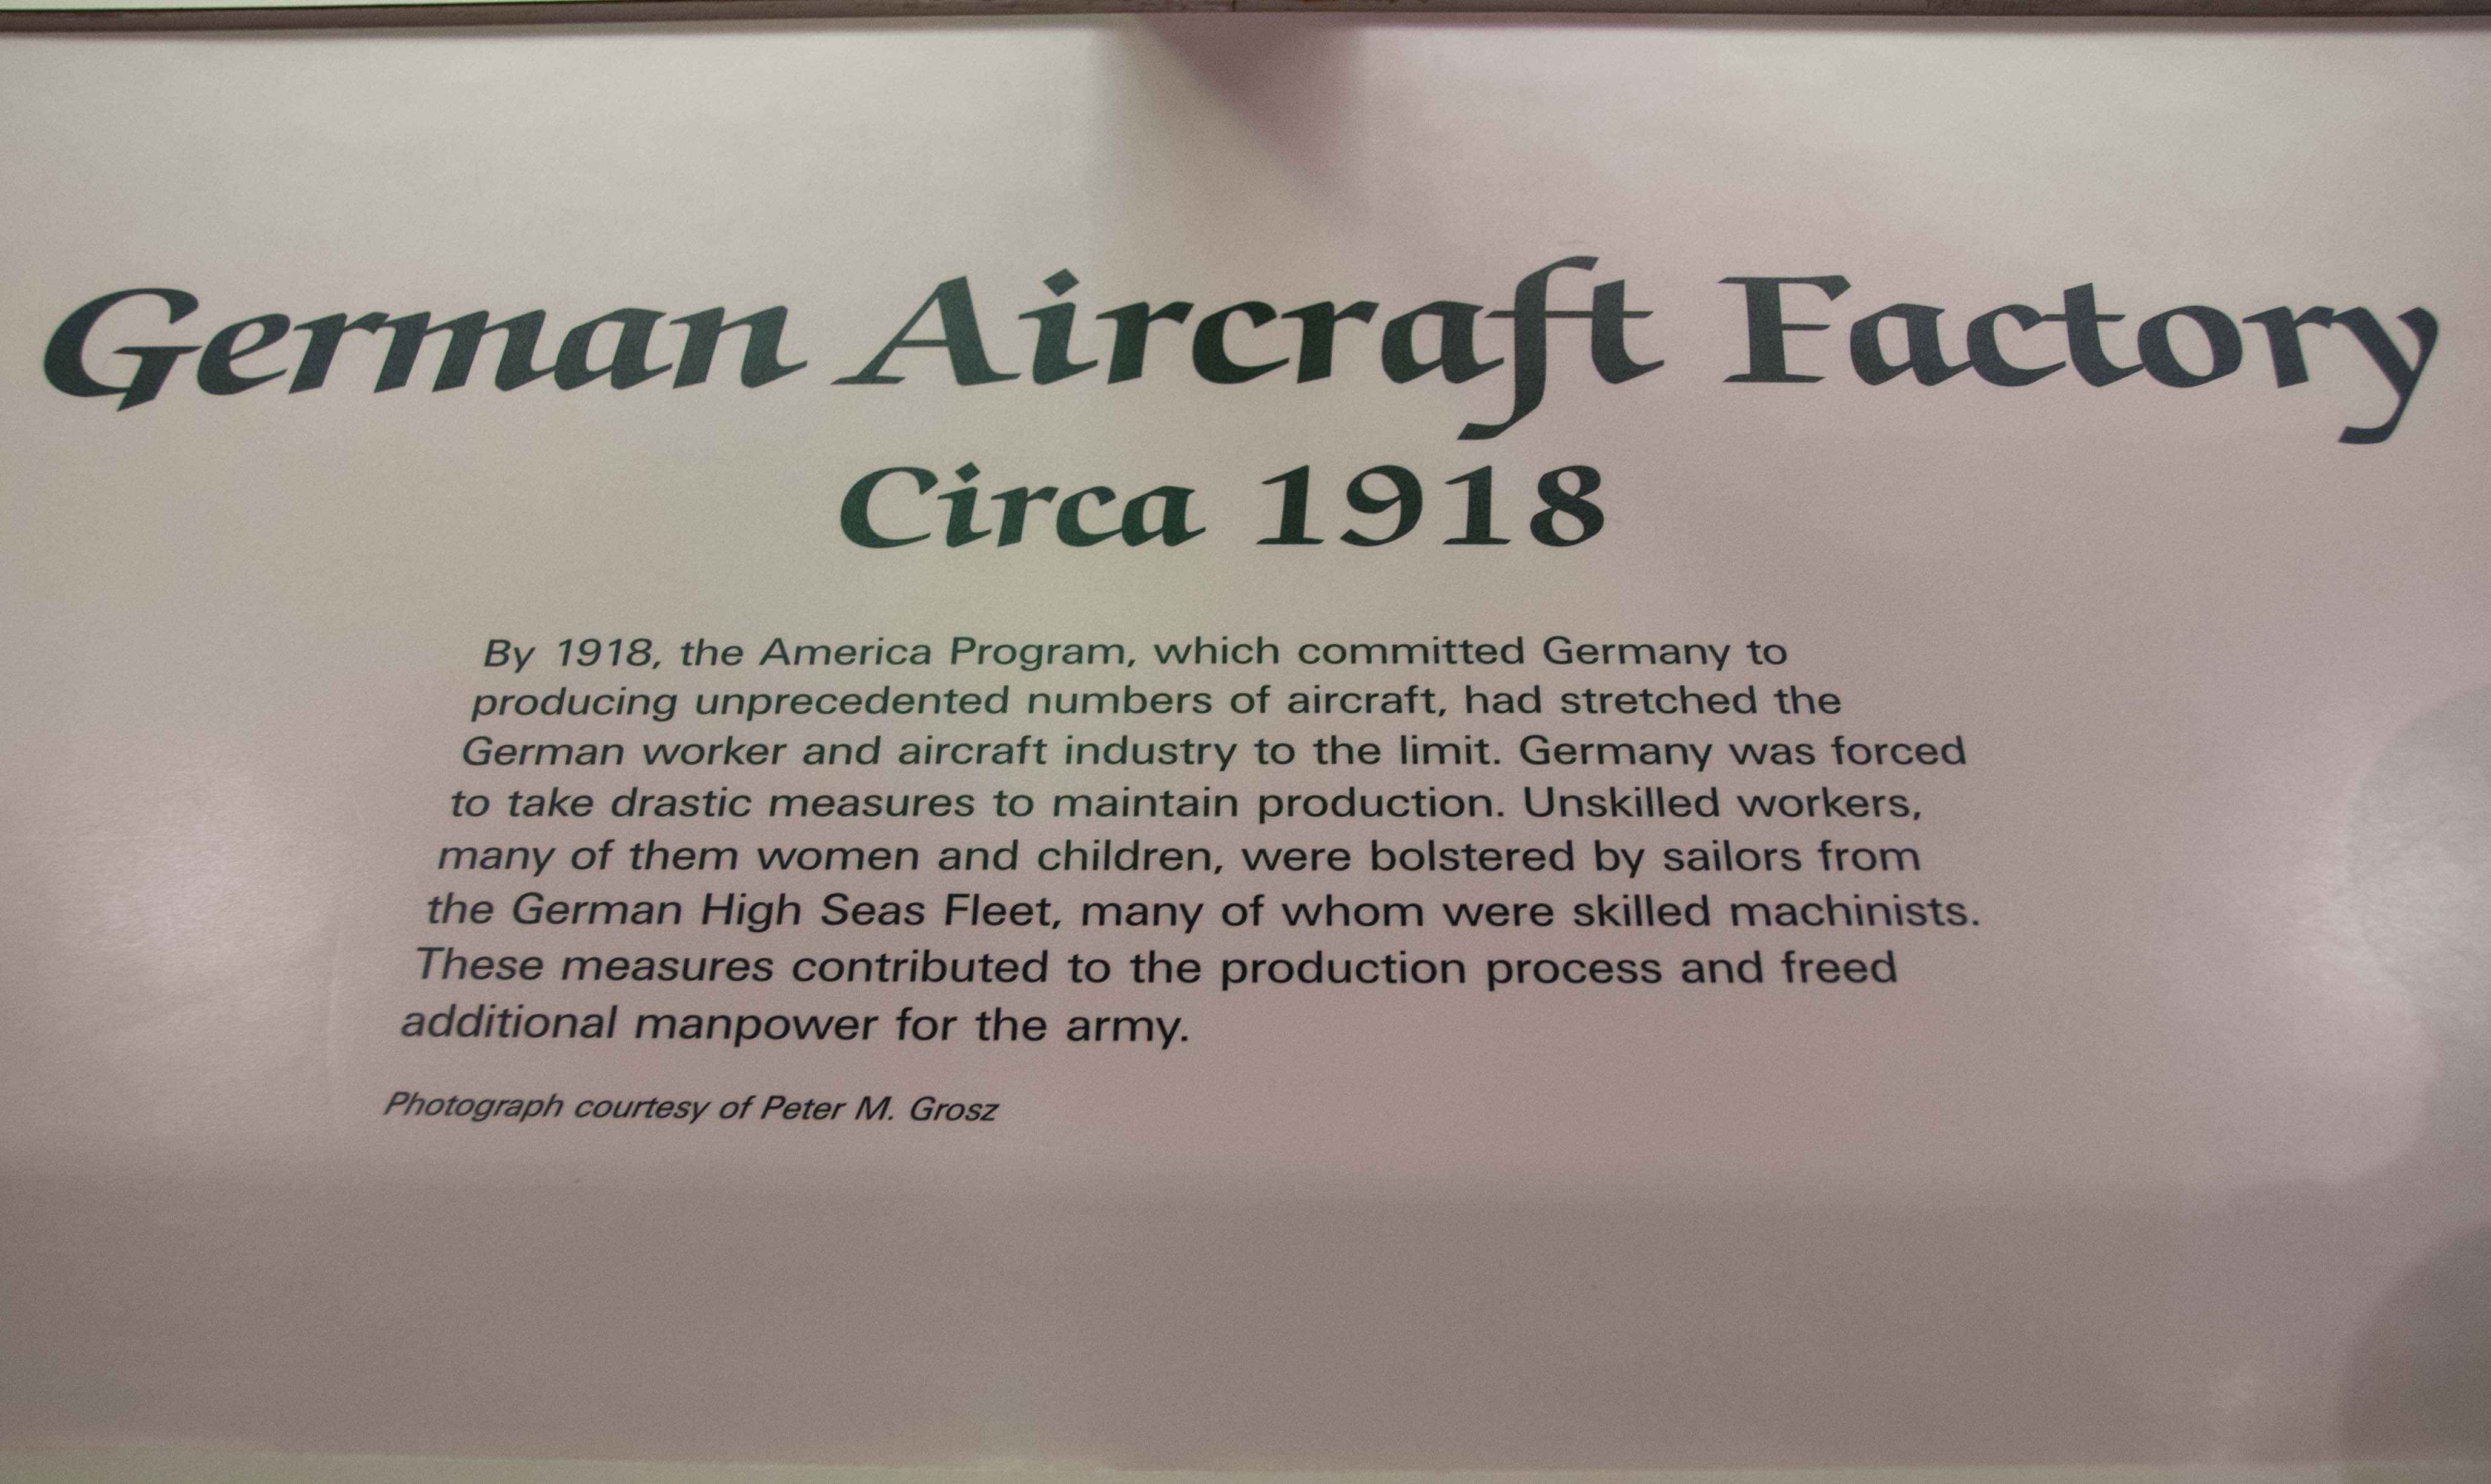 German Aircraft Factory
Circa 1918
By 1918, the America Program, which committed Germany to
producing unprecedented numbers of aircraft, had stretched the
German worker and aircraft industry to the limit. Germany was forced
to take drastic measures to maintain production. Unskilled workers,
many of them women and children, were bolstered by sailors from
the German High Seas Fleet, many of whom were skilled machinists.
These measures contributed to the production process and freed
additional manpower for the army.
Photograph courtesy of Peter M. Grosz